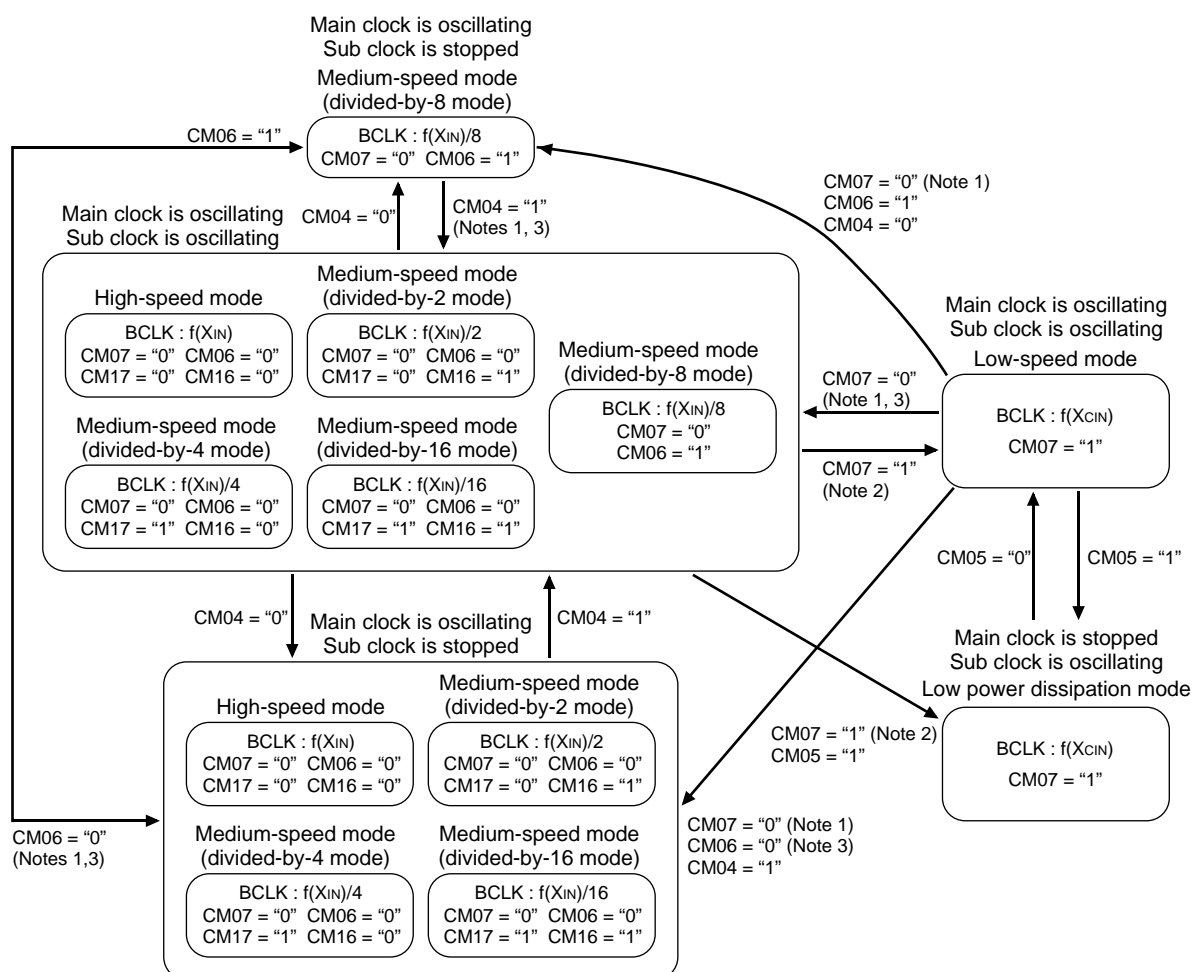 Main clock is oscillating
Sub clock is stopped
Medium-speed mode
(divided-by-8 mode)
CM06 = “1”
BCLK : f(XIN)/8
CM07 = “0” CM06 = “1”
CM07 = “0” (Note 1)
CM06 = “1”
CM04 = “0”
Main clock is oscillating
Sub clock is oscillating
CM04 = “0”
CM04 = “1”
(Notes 1, 3)
High-speed mode
BCLK : f(XIN)
CM07 = “0” CM06 = “0”
CM17 = “0” CM16 = “0”
Medium-speed mode
(divided-by-2 mode)
BCLK : f(XIN)/2
CM07 = “0” CM06 = “0”
CM17 = “0” CM16 = “1”
Medium-speed mode
(divided-by-8 mode)
BCLK : f(XIN)/8
CM07 = “0”
CM06 = “1”
Medium-speed mode
(divided-by-4 mode)
BCLK : f(XIN)/4
CM07 = “0” CM06 = “0”
CM17 = “1” CM16 = “0”
Medium-speed mode
(divided-by-16 mode)
BCLK : f(XIN)/16
CM07 = “0” CM06 = “0”
CM17 = “1” CM16 = “1”
CM07 = “0”
(Note 1, 3)
CM07 = “1”
(Note 2)
Main clock is oscillating
Sub clock is oscillating
Low-speed mode
BCLK : f(XCIN)
CM07 = “1”
CM05 = “0”
CM05 = “1”
Main clock is stopped
Sub clock is oscillating
Low power dissipation mode
BCLK : f(XCIN)
CM07 = “1”
CM07 = “1” (Note 2)
CM05 = “1”
CM04 = “0”
CM04 = “1”
Main clock is oscillating
Sub clock is stopped
High-speed mode
BCLK : f(XIN)
CM07 = “0” CM06 = “0”
CM17 = “0” CM16 = “0”
Medium-speed mode
(divided-by-2 mode)
BCLK : f(XIN)/2
CM07 = “0” CM06 = “0”
CM17 = “0” CM16 = “1”
Medium-speed mode
(divided-by-4 mode)
BCLK : f(XIN)/4
CM07 = “0” CM06 = “0”
CM17 = “1” CM16 = “0”
Medium-speed mode
(divided-by-16 mode)
BCLK : f(XIN)/16
CM07 = “0” CM06 = “0”
CM17 = “1” CM16 = “1”
CM07 = “0” (Note 1)
CM06 = “0” (Note 3)
CM04 = “1”
CM06 = “0”
(Notes 1,3)